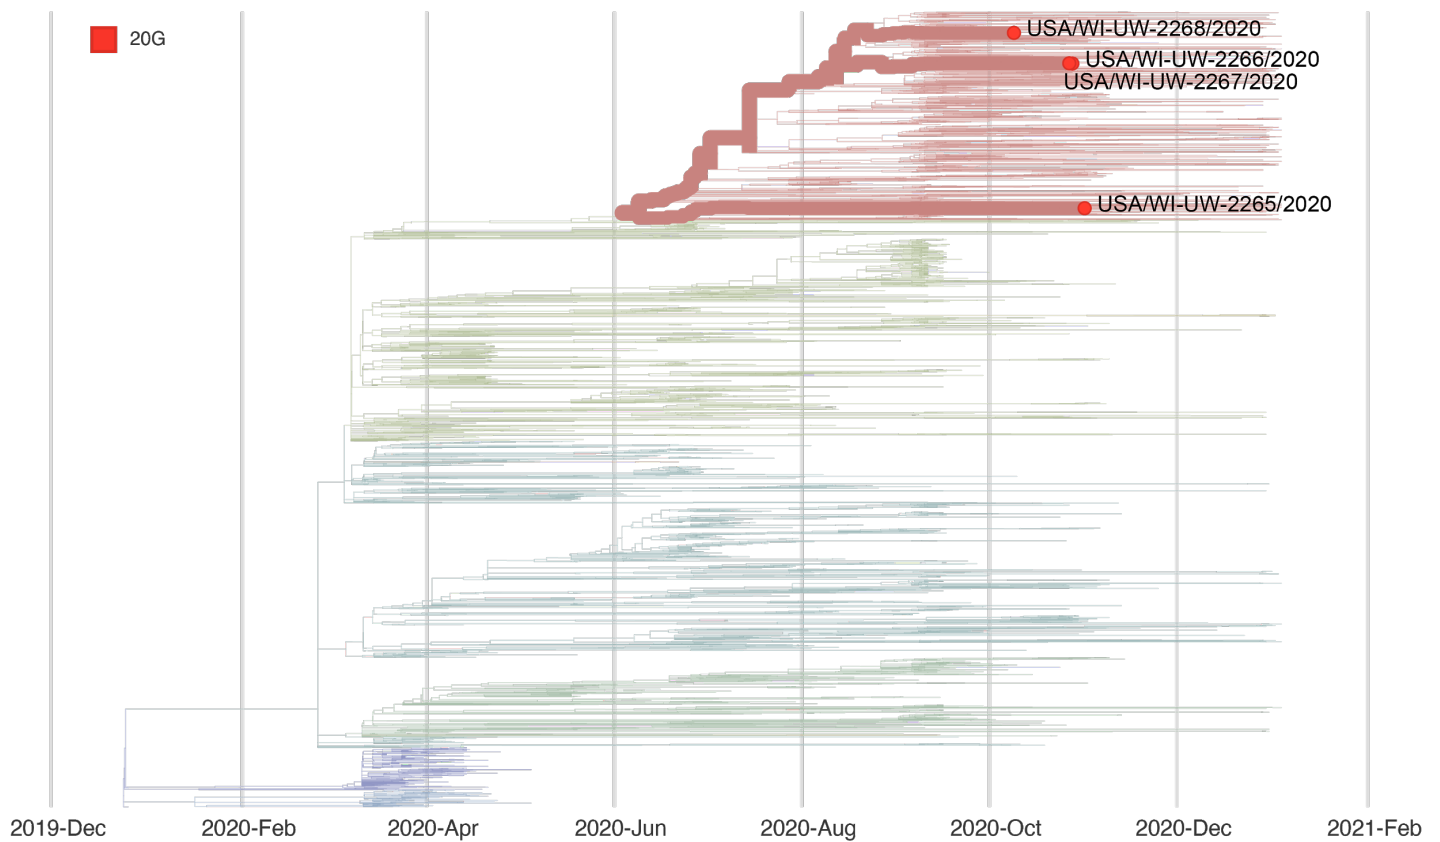 20G
USA/WI-UW-2268/2020
USA/WI-UW-2266/2020
USA/WI-UW-2267/2020
USA/WI-UW-2265/2020
2019-Dec 2020-Feb 2020-Apr 2020-Jun 2020-Aug 2020-Oct 2020-Dec 2021-Feb